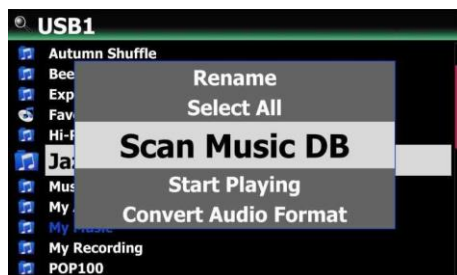 USB1
Autumn Shuffle
Bee
Rename
Exp
Select All
Fav
Hi-F
Scan Music DB
Ja
Mus
Start Playing
My
Convert Audio Format
My Music
My Recording
POP100